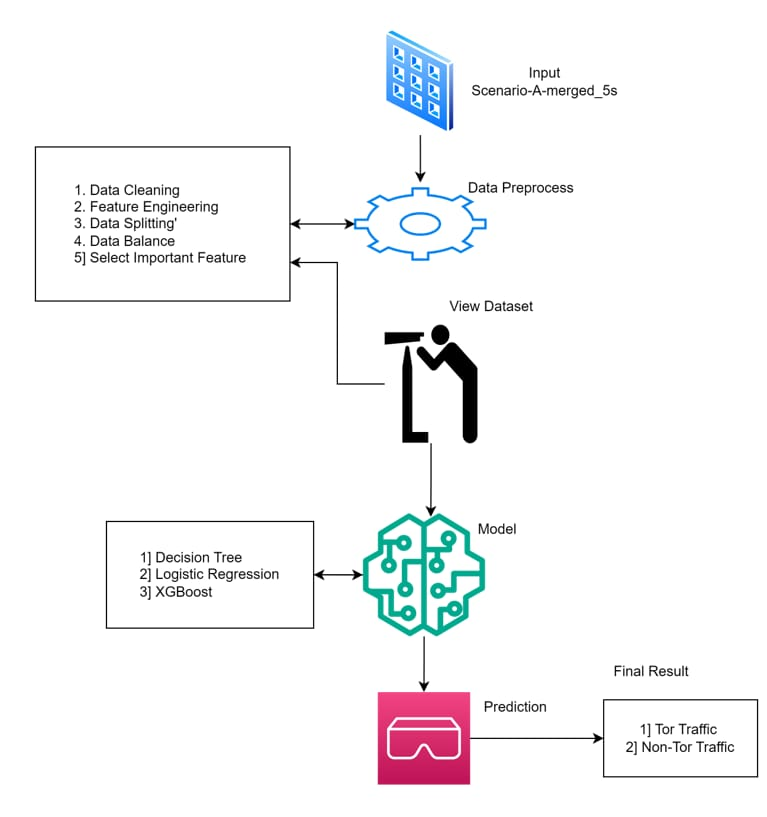 Input
Scenario-A-merged_5s
Data Preprocess
1. Data Cleaning
2. Feature Engineering
3. Data Splitting'
4. Data Balance
5] Select Important Feature
View Dataset
Model
1] Decision Tree
2] Logistic Regression
3] XGBoost
Final Result
Prediction
1] Tor Traffic
2] Non-Tor Traffic